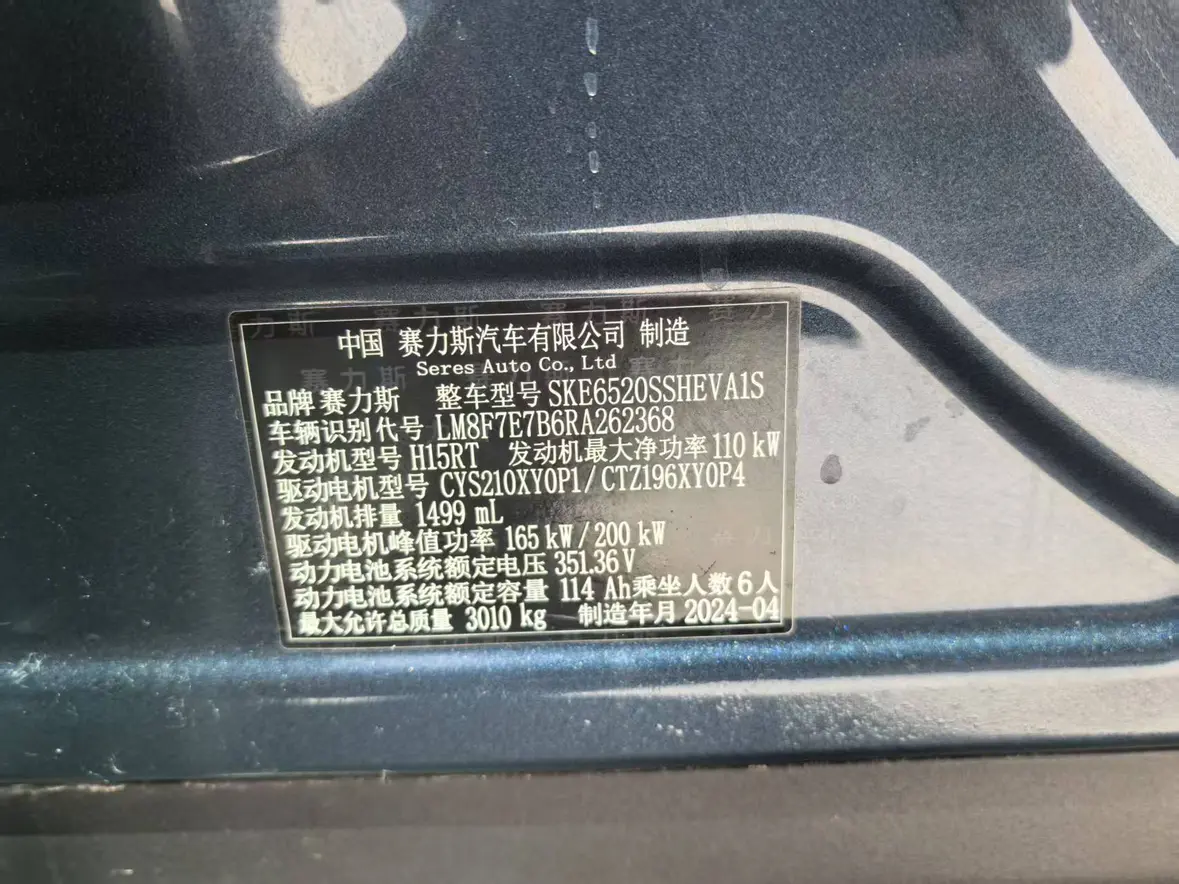 中国 赛力斯汽车有限公司 制造
Seres Auto Co., Ltd
品牌 赛力斯 整车型号 SKE6520SSHEVA1S
车辆识别代号 LM8F7E7B6RA262368
发动机型号 H15RT 发动机最大净功率 110 kW
驱动电机型号 CYS210XY0P1/CTZ196XY0P4
发动机排量 1499 mL
驱动电机峰值功率 165 kW/200 kW
动力电池系统额定电压 351.36 V
动力电池系统额定容量 114 Ah 乘坐人数 6 人
最大允许总质量 3010 kg 制造年月 2024-04